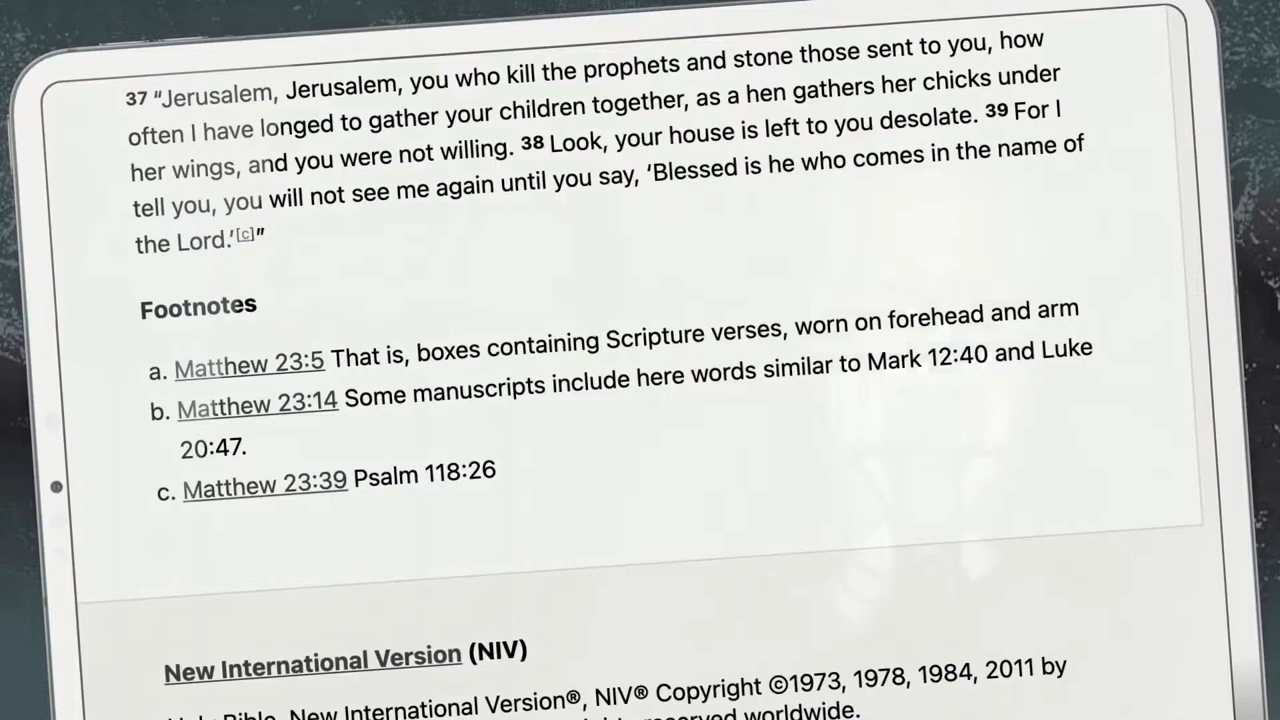 37 “Jerusalem, Jerusalem, you who kill the prophets and stone those sent to you, how
often I have longed to gather your children together, as a hen gathers her chicks under
her wings, and you were not willing. 38 Look, your house is left to you desolate. 39 For I
tell you, you will not see me again until you say, ‘Blessed is he who comes in the name of
the Lord.’[c]”
Footnotes
a. Matthew 23:5 That is, boxes containing Scripture verses, worn on forehead and arm
b. Matthew 23:14 Some manuscripts include here words similar to Mark 12:40 and Luke
20:47.
c. Matthew 23:39 Psalm 118:26
New International Version (NIV)
Holy Bible, New International Version®, NIV® Copyright ©1973, 1978, 1984, 2011 by
reserved worldwide.